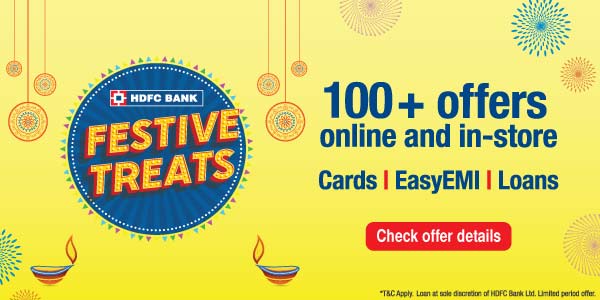 HDFC BANK
FESTIVE
TREATS
100+ offers
online and in-store
Cards | EasyEMI | Loans
Check offer details
*T&C Apply. Loan at sole discretion of HDFC Bank Ltd. Limited period offer.